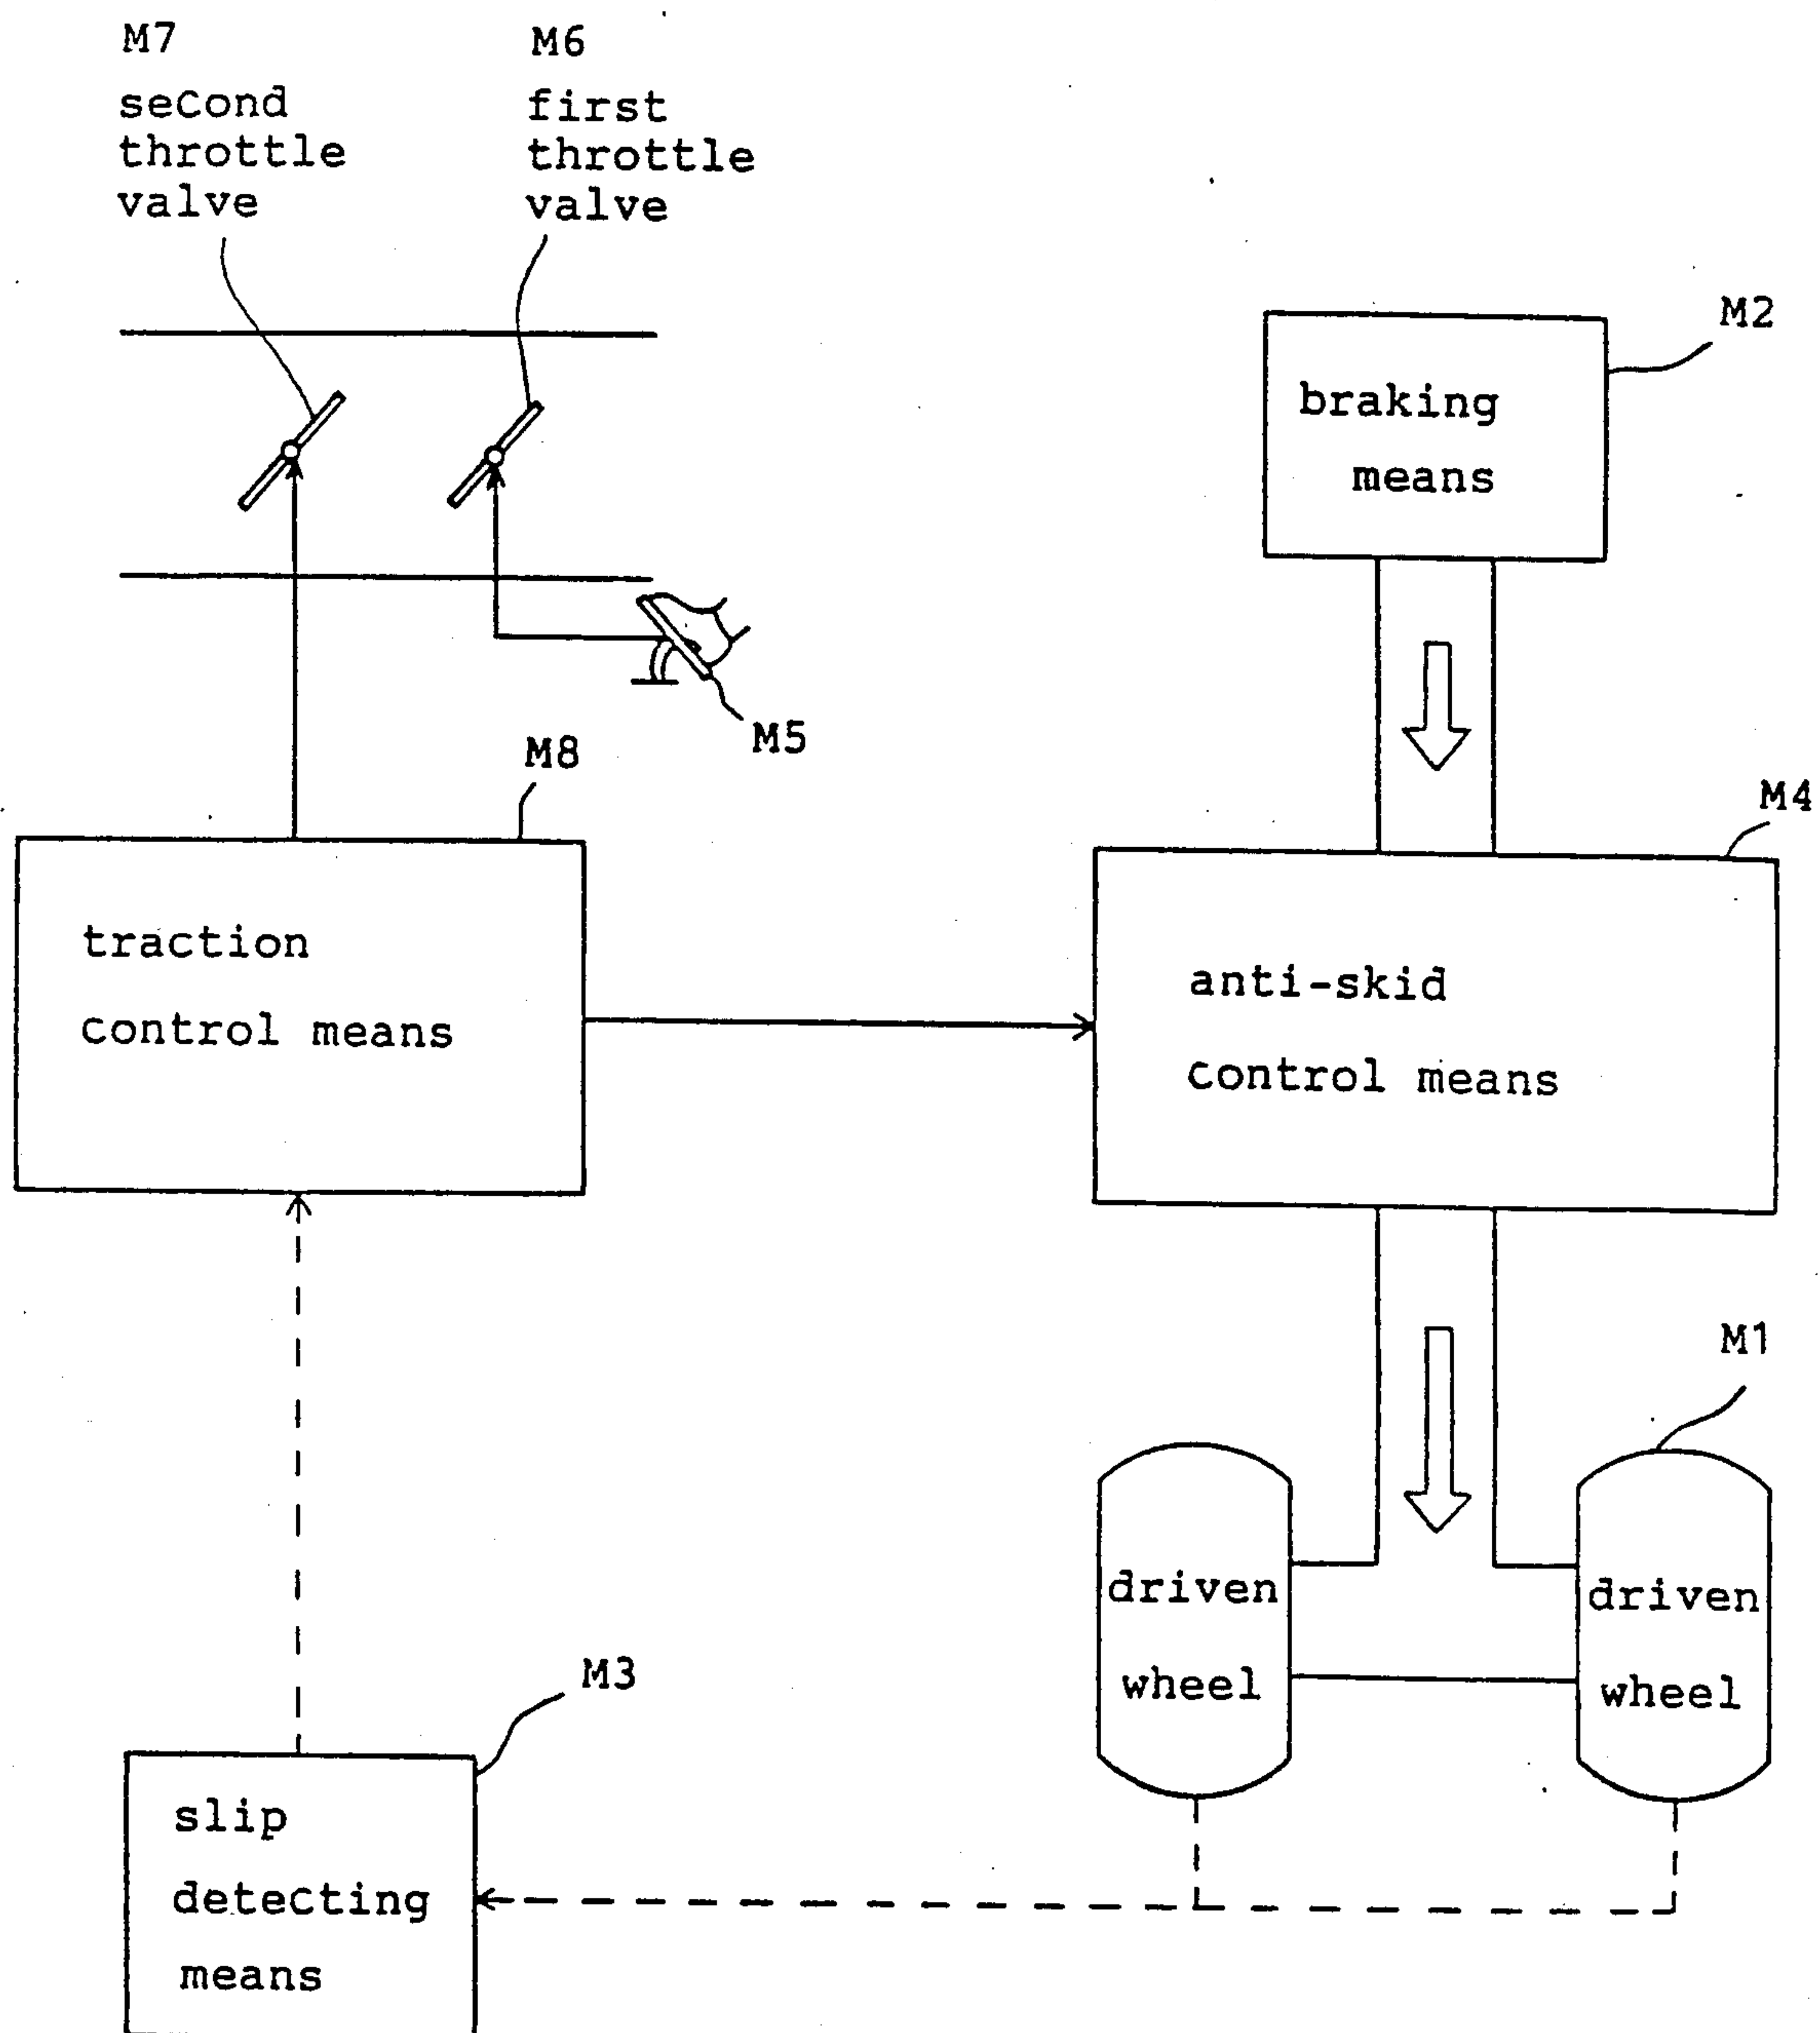 M7
second
throttle
valve
M6
first
throttle
valve
M2
braking
means
M5
M8
M4
traction
control means
anti-skid
control means
M1
driven
wheel
driven
wheel
M3
slip
detecting
means